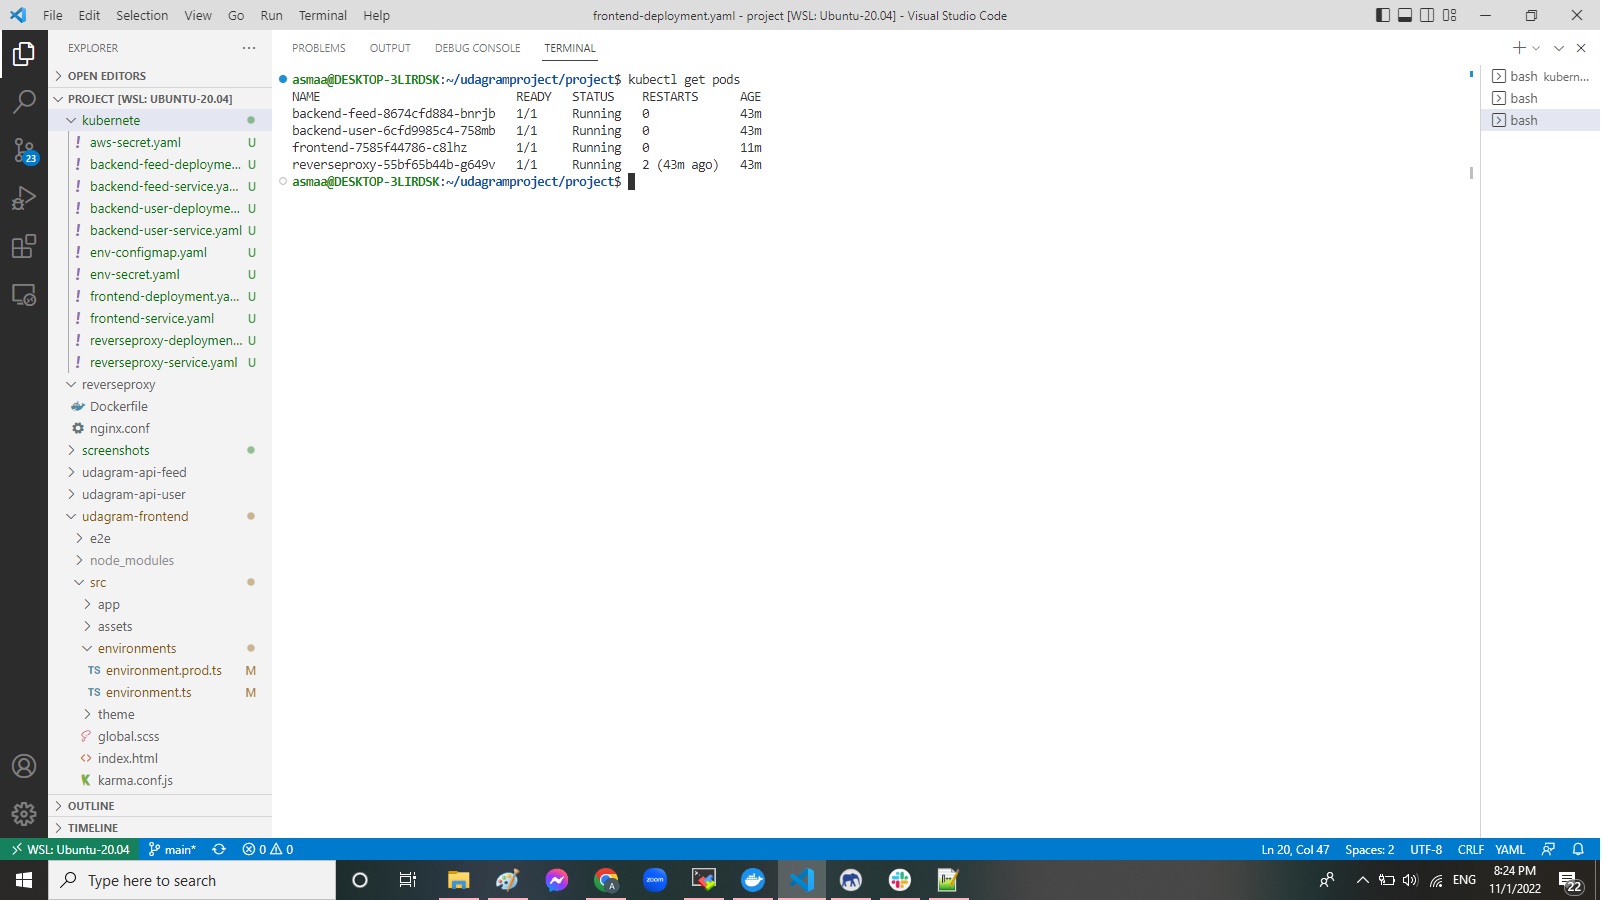 File Edit Selection View Go Run Terminal Help
frontend-deployment.yaml - project [WSL: Ubuntu-20.04] - Visual Studio Code
EXPLORER
OPEN EDITORS
PROJECT [WSL: UBUNTU-20.04]
kubernete
! aws-secret.yaml U
! backend-feed-deployme... U
! backend-feed-service.ya... U
! backend-user-deployme... U
! backend-user-service.yaml U
! env-configmap.yaml U
! env-secret.yaml U
! frontend-deployment.ya... U
! frontend-service.yaml U
! reverseproxy-deploymen... U
! reverseproxy-service.yaml U
reverseproxy
Dockerfile
nginx.conf
screenshots
udagram-api-feed
udagram-api-user
udagram-frontend
e2e
node_modules
src
app
assets
environments
TS environment.prod.ts M
TS environment.ts M
theme
global.scss
index.html
karma.conf.js
OUTLINE
TIMELINE
23
PROBLEMS OUTPUT DEBUG CONSOLE TERMINAL
asmaa@DESKTOP-3LIRDSK:~/udagramproject/project$ kubectl get pods
NAME READY STATUS RESTARTS AGE
backend-feed-8674cfd884-bnrjb 1/1 Running 0 43m
backend-user-6cfd9985c4-758mb 1/1 Running 0 43m
frontend-7585f44786-c8lhz 1/1 Running 0 11m
reverseproxy-55bf65b44b-g649v 1/1 Running 2 (43m ago) 43m
asmaa@DESKTOP-3LIRDSK:~/udagramproject/project$
bash kubern...
bash
bash
WSL: Ubuntu-20.04 main* 0 0
Ln 20, Col 47 Spaces: 2 UTF-8 CRLF YAML
Type here to search
zoom
A
ENG
8:24 PM
11/1/2022
22